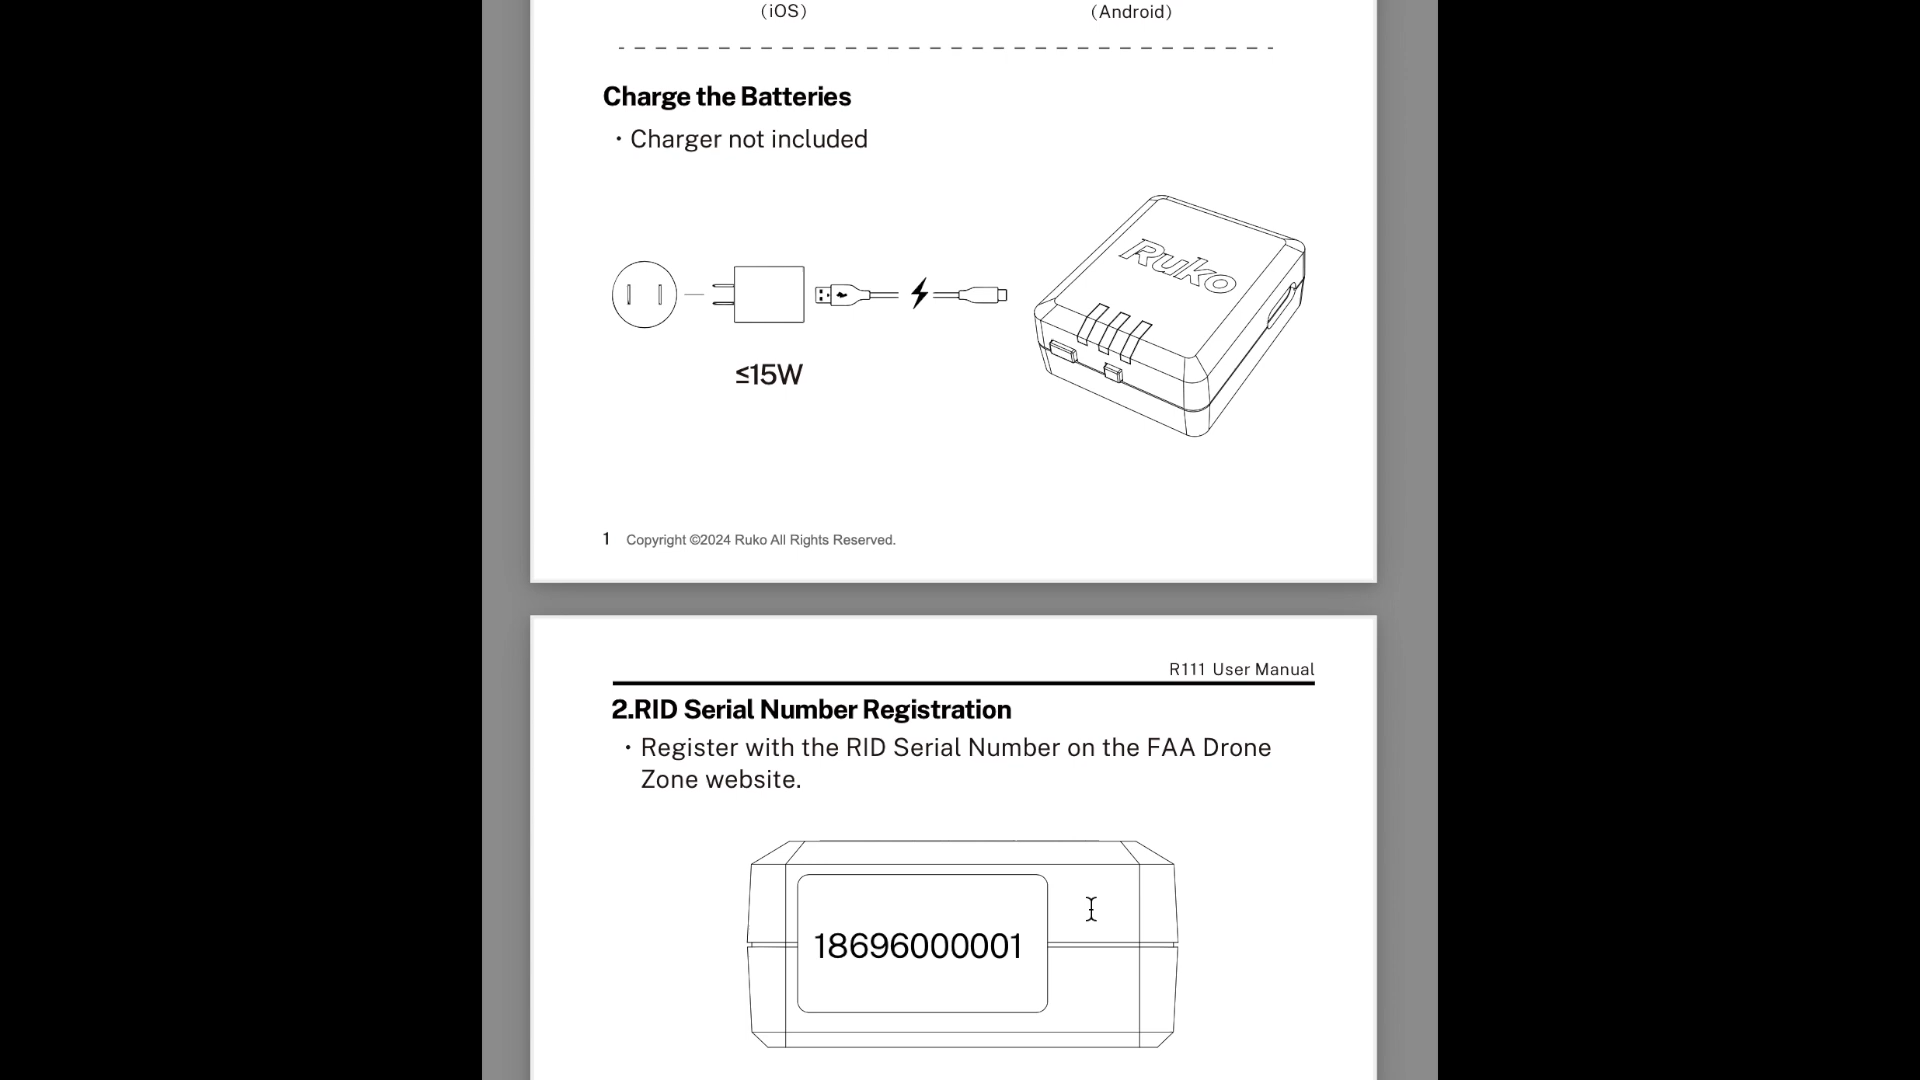 (iOS) (Android)
Charge the Batteries
· Charger not included
Ruko
≤15W
1 Copyright ©2024 Ruko All Rights Reserved.
R111 User Manual
2.RID Serial Number Registration
· Register with the RID Serial Number on the FAA Drone
Zone website.
18696000001